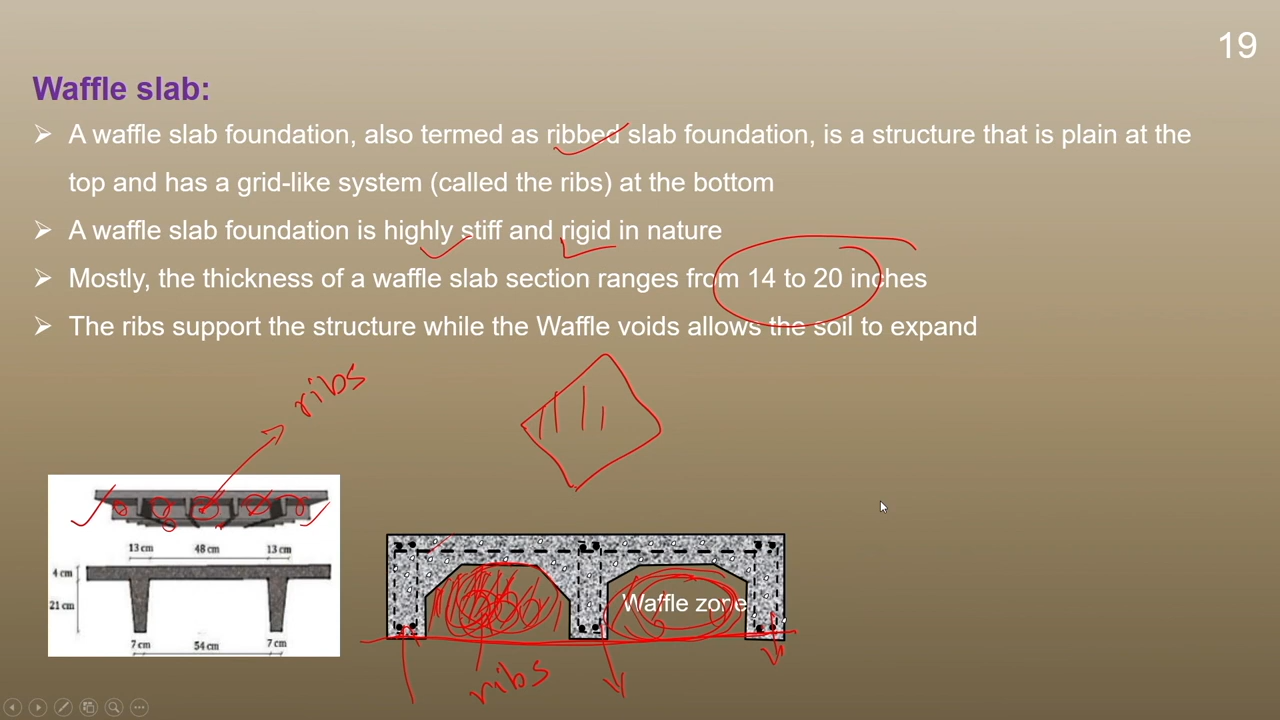 19
Waffle slab:
➢ A waffle slab foundation, also termed as ribbed slab foundation, is a structure that is plain at the
top and has a grid-like system (called the ribs) at the bottom
➢ A waffle slab foundation is highly stiff and rigid in nature
➢ Mostly, the thickness of a waffle slab section ranges from 14 to 20 inches
➢ The ribs support the structure while the Waffle voids allows the soil to expand
ribs
13 cm 48 cm 13 cm
4 cm
21 cm
7 cm 54 cm 7 cm
Waffle zone
ribs